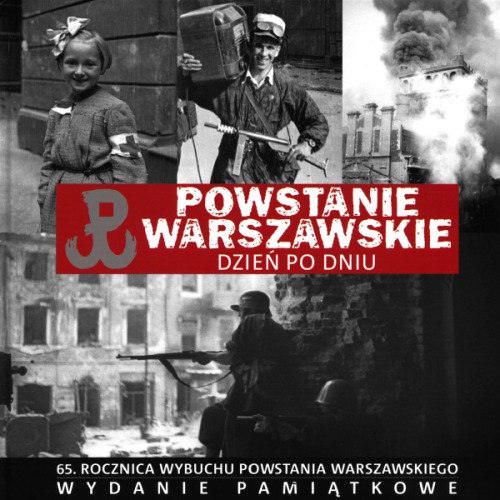 POWSTANIE
WARSZAWSKIE
DZIEŃ PO DNIU
65. ROCZNICA WYBUCHU POWSTANIA WARSZAWSKIEGO
WYDANIE PAMIĄTKOWE